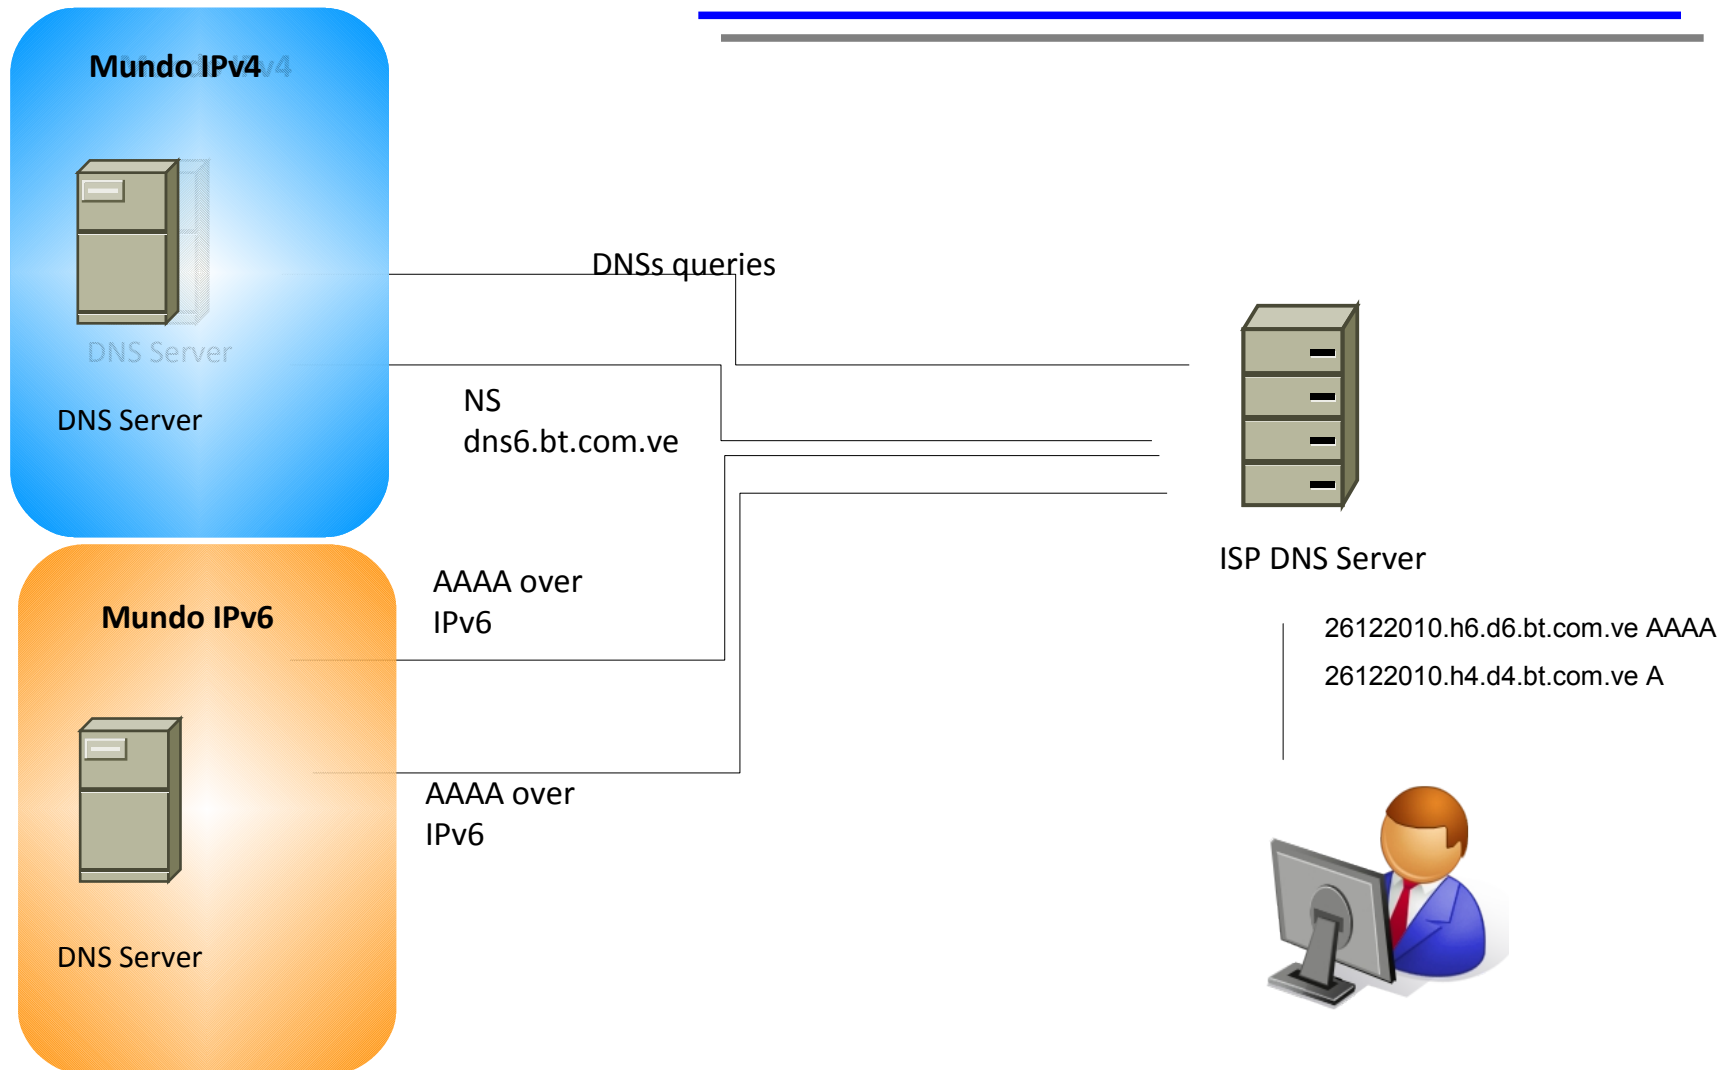 Mundo IPv4
DNS Server
DNS Server
DNSs queries
NS
dns6.bt.com.ve
AAAA over
IPv6
Mundo IPv6
DNS Server
AAAA over
IPv6
ISP DNS Server
26122010.h6.d6.bt.com.ve AAAA
26122010.h4.d4.bt.com.ve A